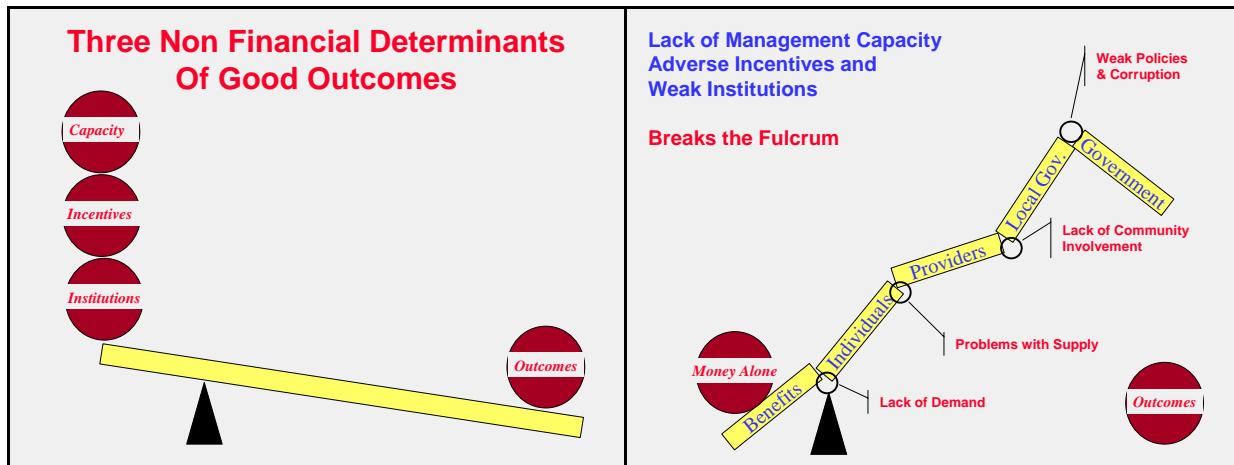 Three Non Financial Determinants
Of Good Outcomes
Capacity
Incentives
Institutions
Outcomes
Lack of Management Capacity
Adverse Incentives and
Weak Institutions
Breaks the Fulcrum
Weak Policies
& Corruption
Government
Local Gov.
Lack of Community
Involvement
Providers
Individuals
Problems with Supply
Money Alone
Benefits
Lack of Demand
Outcomes